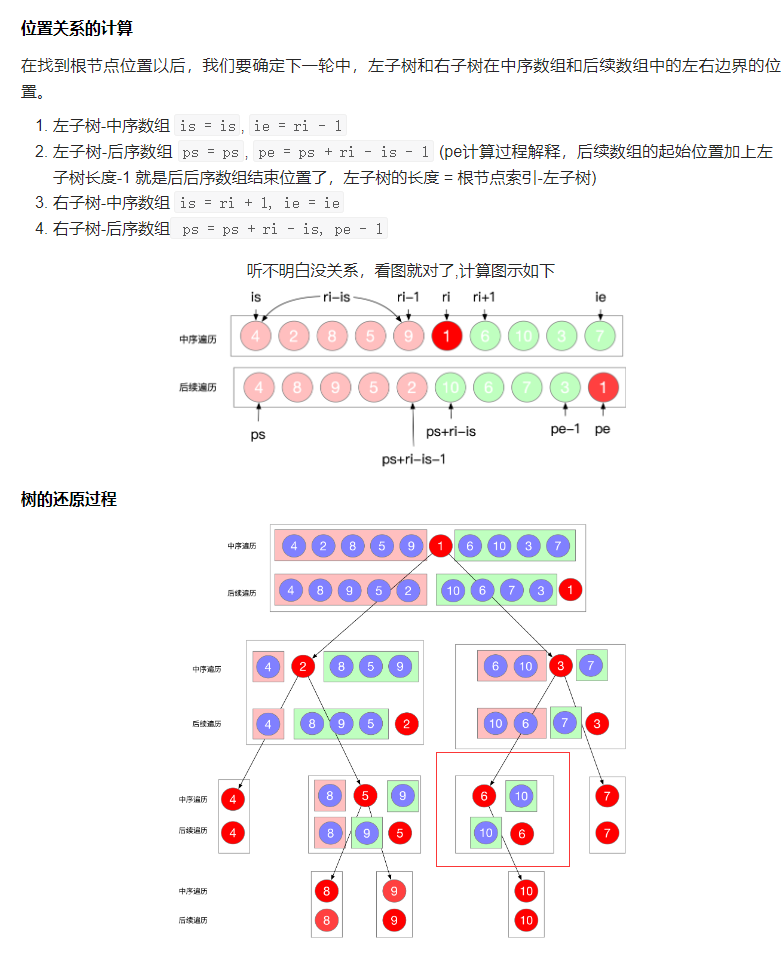 位置关系的计算
在找到根节点位置以后，我们要确定下一轮中，左子树和右子树在中序数组和后续数组中的左右边界的位
置。
1. 左子树-中序数组 is = is, ie = ri - 1
2. 左子树-后序数组 ps = ps, pe = ps + ri - is - 1 (pe计算过程解释，后续数组的起始位置加上左
子树长度-1 就是后后序数组结束位置了，左子树的长度 = 根节点索引-左子树)
3. 右子树-中序数组 is = ri + 1, ie = ie
4. 右子树-后序数组 ps = ps + ri - is, pe - 1
听不明白没关系，看图就对了,计算图示如下
is ri-is ri-1 ri ri+1 ie
中序遍历 4 2 8 5 9 1 6 10 3 7
后续遍历 4 8 9 5 2 10 6 7 3 1
ps ps+ri-is pe-1 pe
ps+ri-is-1
树的还原过程
中序遍历 4 2 8 5 9 1 6 10 3 7
后续遍历 4 8 9 5 2 10 6 7 3 1
中序遍历 4 2 8 5 9 6 10 3 7
后续遍历 4 8 9 5 2 10 6 7 3
中序遍历 4 8 5 9 6 10 7
后续遍历 4 8 9 5 10 6 7
中序遍历 8 9 10
后续遍历 8 9 10